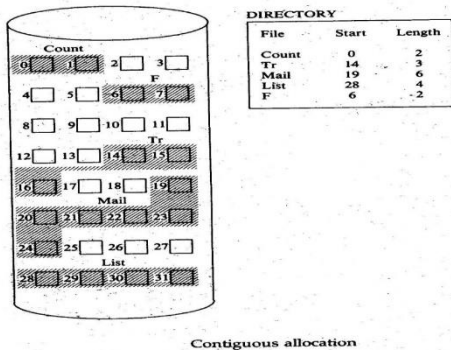 DIRECTORY
File Start Length
Count 0 2
Tr 14 3
Mail 19 6
List 28 4
F 6 2
Count
0 1 2 3
F
4 5 6 7
8 9 10 11
Tr
12 13 14 15
16 17 18 19
Mail
20 21 22 23
24 25 26 27
List
28 29 30 31
Contiguous allocation